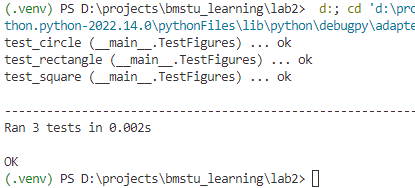 (.venv) PS D:\projects\bmstu_learning\lab2>  d:; cd 'd:\pro
thon.python-2022.14.0\pythonFiles\lib\python\debugpy\adapte
test_circle (__main__.TestFigures) ... ok
test_rectangle (__main__.TestFigures) ... ok
test_square (__main__.TestFigures) ... ok
----------------------------------------------------------------------
Ran 3 tests in 0.002s
OK
(.venv) PS D:\projects\bmstu_learning\lab2>